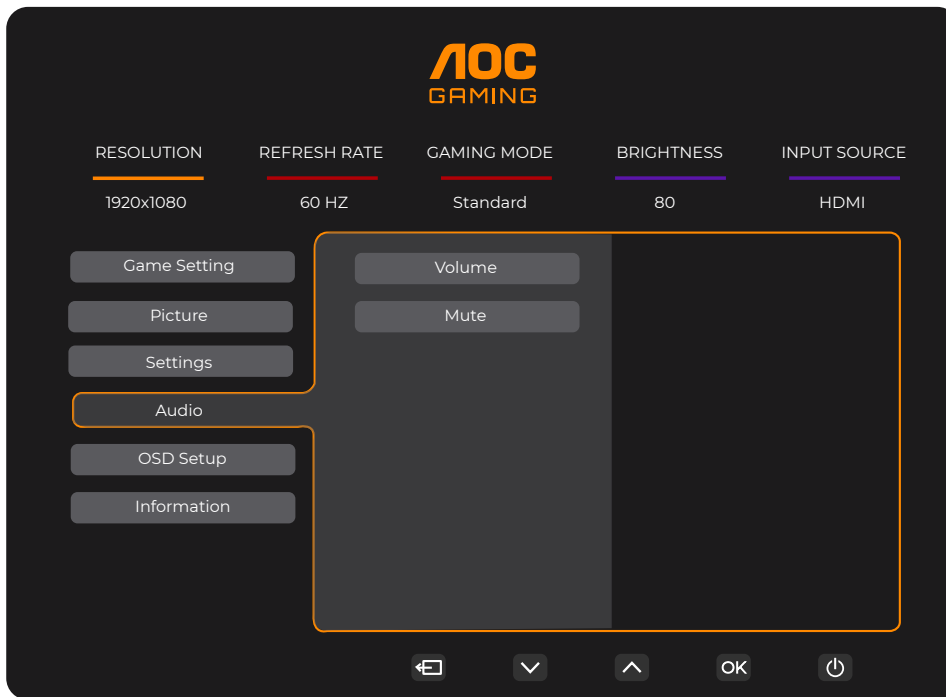 AOC
GAMING
RESOLUTION REFRESH RATE GAMING MODE BRIGHTNESS INPUT SOURCE
1920x1080 60 HZ Standard 80 HDMI
Game Setting
Picture
Settings
Audio
OSD Setup
Information
Volume
Mute
OK